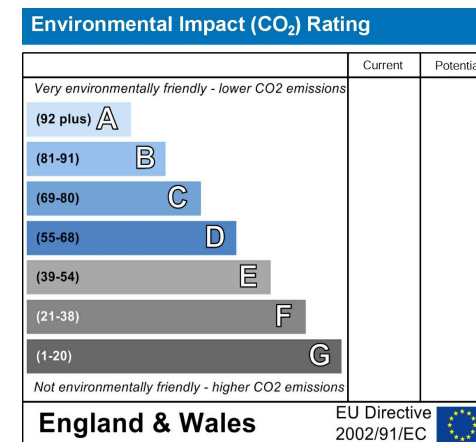 Environmental Impact (CO₂) Rating
Current Potentia
Very environmentally friendly - lower CO2 emissions
(92 plus) A
(81-91) B
(69-80) C
(55-68) D
(39-54) E
(21-38) F
(1-20) G
Not environmentally friendly - higher CO2 emissions
England & Wales
EU Directive
2002/91/EC